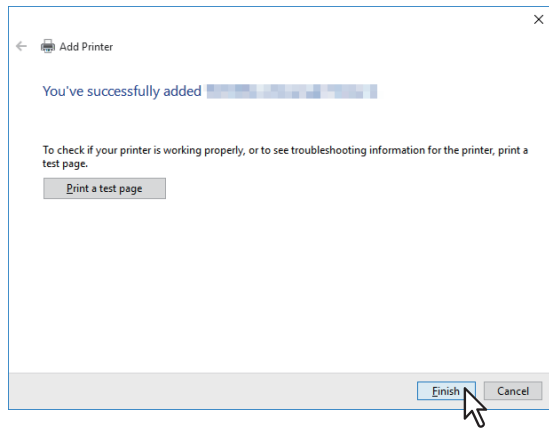 Add Printer
You've successfully added
To check if your printer is working properly, or to see troubleshooting information for the printer, print a
test page.
Print a test page
Finish Cancel